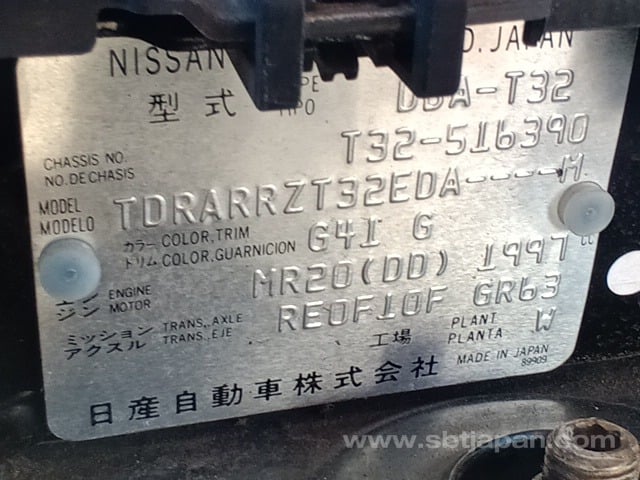 NISSAN D. JAPAN
型式 DBA-T32
CHASSIS NO. T32-516390
NO. DE CHASIS
MODEL TDRARRZT32EDA----M
MODELO
カラー COLOR, TRIM G41 G
トリム COLOR, GUARNICION
エンジン ENGINE MR20(DD) 1997 cc
MOTOR
ミッション TRANS., AXLE RE0F10F GR63
アクスル TRANS., EJE
工場 PLANT W
PLANTA
日産自動車株式会社 MADE IN JAPAN
89909
www.sbtjapan.com